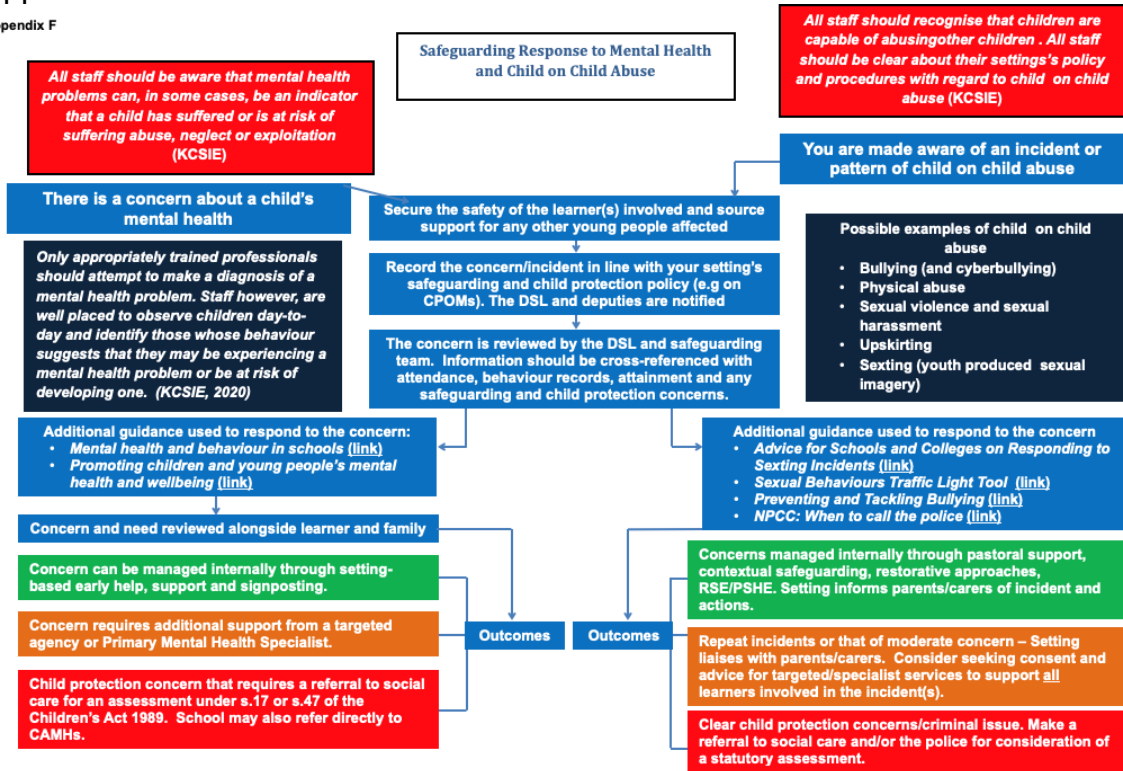 pendix F
Safeguarding Response to Mental Health
and Child on Child Abuse
All staff should recognise that children are
capable of abusingother children . All staff
should be clear about their settings's policy
and procedures with regard to child  on child
abuse (KCSIE)
All staff should be aware that mental health
problems can, in some cases, be an indicator
that a child has suffered or is at risk of
suffering abuse, neglect or exploitation
(KCSIE)
You are made aware of an incident or
pattern of child on child abuse
There is a concern about a child's
mental health
Secure the safety of the learner(s) involved and source
support for any other young people affected
Only appropriately trained professionals
should attempt to make a diagnosis of a
mental health problem. Staff however, are
well placed to observe children day-to-
day and identify those whose behaviour
suggests that they may be experiencing a
mental health problem or be at risk of
developing one.  (KCSIE, 2020)
Record the concern/incident in line with your setting's
safeguarding and child protection policy (e.g on
CPOMs). The DSL and deputies are notified
Possible examples of child  on child
abuse
• Bullying (and cyberbullying)
• Physical abuse
• Sexual violence and sexual
harassment
• Upskirting
• Sexting (youth produced  sexual
imagery)
The concern is reviewed by the DSL and safeguarding
team.  Information should be cross-referenced with
attendance, behaviour records, attainment and any
safeguarding and child protection concerns.
Additional guidance used to respond to the concern:
• Mental health and behaviour in schools (link)
• Promoting children and young people's mental
health and wellbeing (link)
Additional guidance used to respond to the concern
• Advice for Schools and Colleges on Responding to
Sexting Incidents (link)
• Sexual Behaviours Traffic Light Tool  (link)
• Preventing and Tackling Bullying (link)
• NPCC: When to call the police (link)
Concern and need reviewed alongside learner and family
Concern can be managed internally through setting-
based early help, support and signposting.
Concern requires additional support from a targeted
agency or Primary Mental Health Specialist.
Child protection concern that requires a referral to social
care for an assessment under s.17 or s.47 of the
Children's Act 1989.  School may also refer directly to
CAMHs.
Outcomes
Outcomes
Concerns managed internally through pastoral support,
contextual safeguarding, restorative approaches,
RSE/PSHE. Setting informs parents/carers of incident and
actions.
Repeat incidents or that of moderate concern – Setting
liaises with parents/carers.  Consider seeking consent and
advice for targeted/specialist services to support all
learners involved in the incident(s).
Clear child protection concerns/criminal issue. Make a
referral to social care and/or the police for consideration of
a statutory assessment.